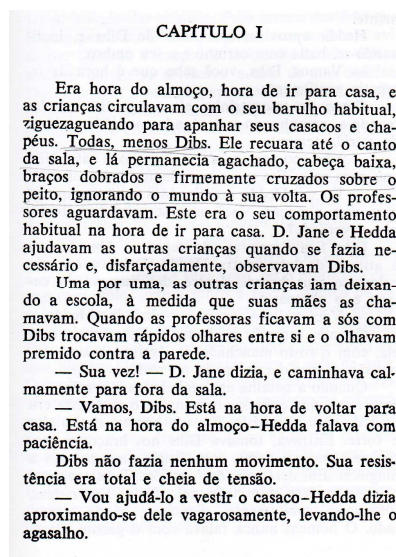 CAPÍTULO I
Era hora do almoço, hora de ir para casa, e
as crianças circulavam com o seu barulho habitual,
ziguezagueando para apanhar seus casacos e cha-
péus. Todas, menos Dibs. Ele recuara até o canto
da sala, e lá permanecia agachado, cabeça baixa,
braços dobrados e firmemente cruzados sobre o
peito, ignorando o mundo à sua volta. Os profes-
sores aguardavam. Este era o seu comportamento
habitual na hora de ir para casa. D. Jane e Hedda
ajudavam as outras crianças quando se fazia ne-
cessário e, disfarçadamente, observavam Dibs.
Uma por uma, as outras crianças iam deixan-
do a escola, à medida que suas mães as cha-
mavam. Quando as professoras ficavam a sós com
Dibs trocavam rápidos olhares entre si e o olhavam
premido contra a parede.
— Sua vez! — D. Jane dizia, e caminhava cal-
mamente para fora da sala.
— Vamos, Dibs. Está na hora de voltar para
casa. Está na hora do almoço–Hedda falava com
paciência.
Dibs não fazia nenhum movimento. Sua resis-
tência era total e cheia de tensão.
— Vou ajudá-lo a vestir o casaco–Hedda dizia
aproximando-se dele vagarosamente, levando-lhe o
agasalho.